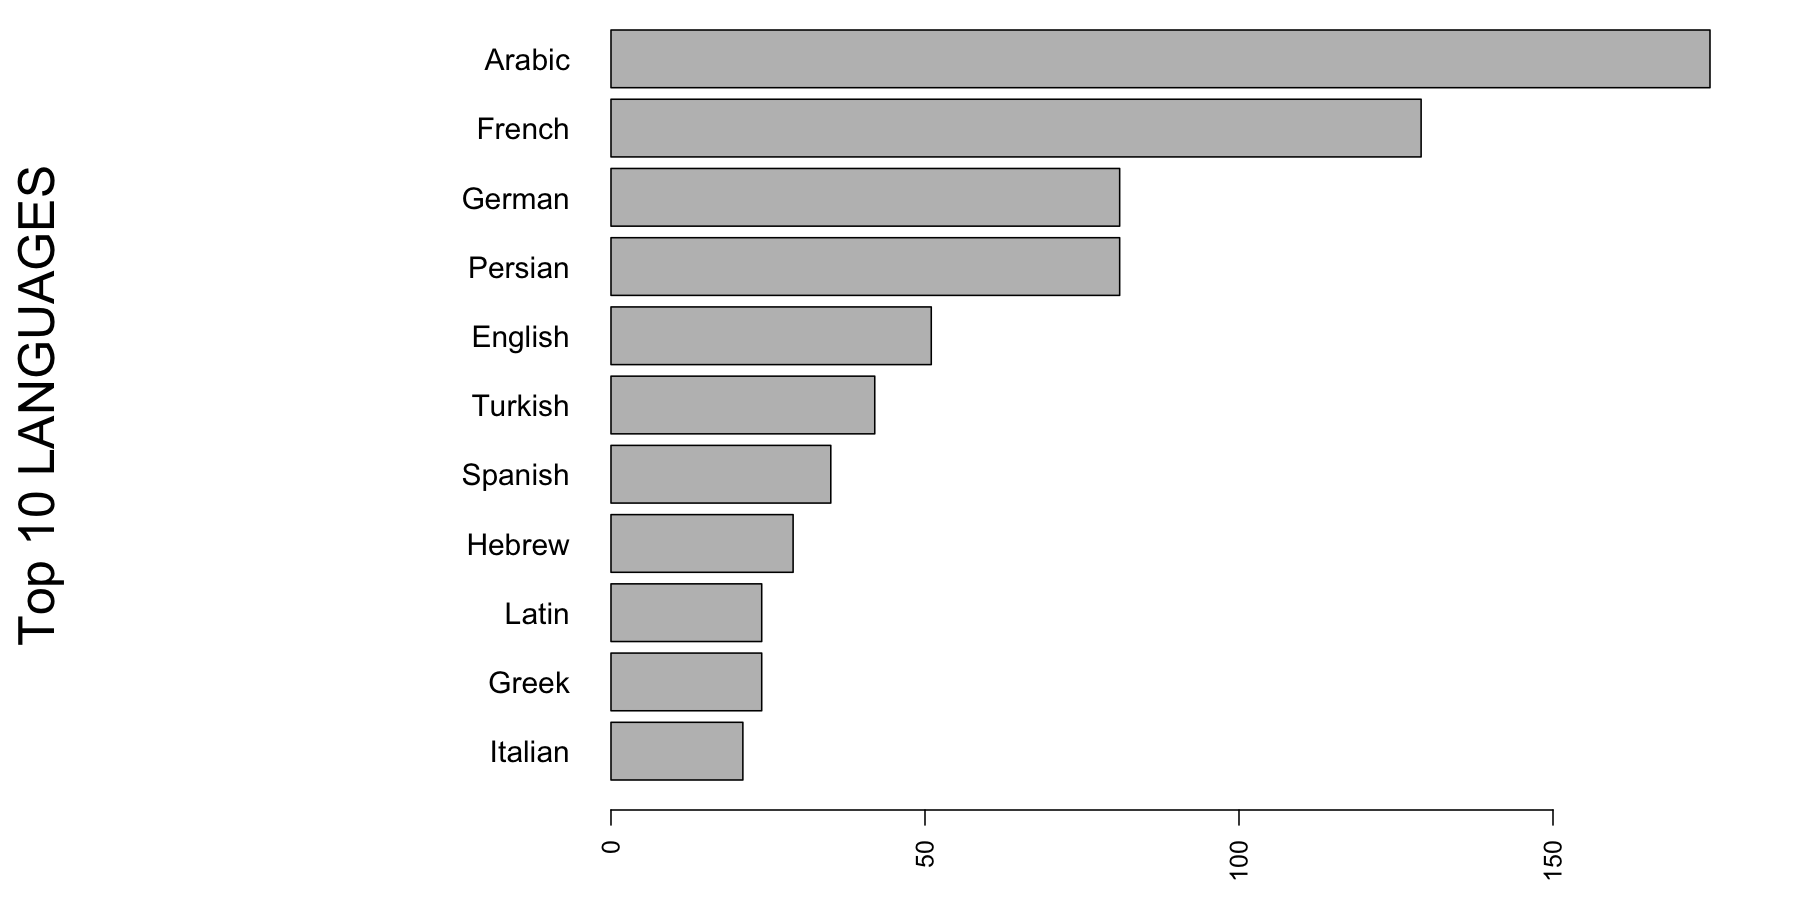 Top 10 LANGUAGES
Arabic
French
German
Persian
English
Turkish
Spanish
Hebrew
Latin
Greek
Italian
0
50
100
150